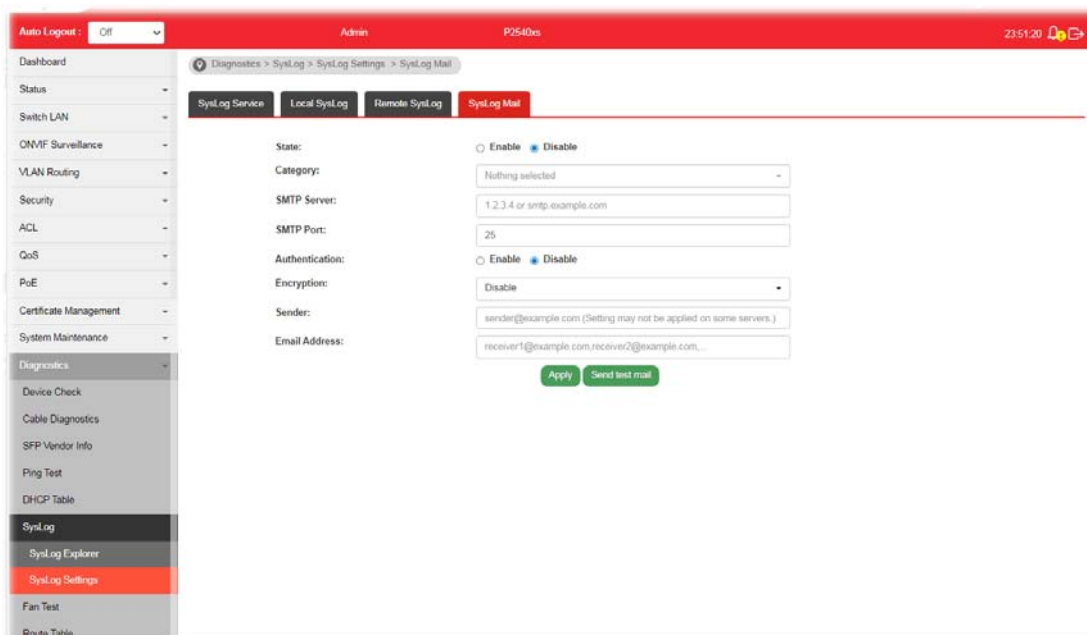 Auto Logout : Off Admin P2540xs 23:51:20
Dashboard
Status
Switch LAN
ONVIF Surveillance
VLAN Routing
Security
ACL
QoS
PoE
Certificate Management
System Maintenance
Diagnostics
Device Check
Cable Diagnostics
SFP Vendor Info
Ping Test
DHCP Table
SysLog
SysLog Explorer
SysLog Settings
Fan Test
Route Table
Diagnostics > SysLog > SysLog Settings > SysLog Mail
SysLog Service Local SysLog Remote SysLog SysLog Mail
State: Enable Disable
Category: Nothing selected
SMTP Server: 1.2.3.4 or smtp.example.com
SMTP Port: 25
Authentication: Enable Disable
Encryption: Disable
Sender: sender@example.com (Setting may not be applied on some servers.)
Email Address: receiver1@example.com,receiver2@example.com,...
Apply Send test mail